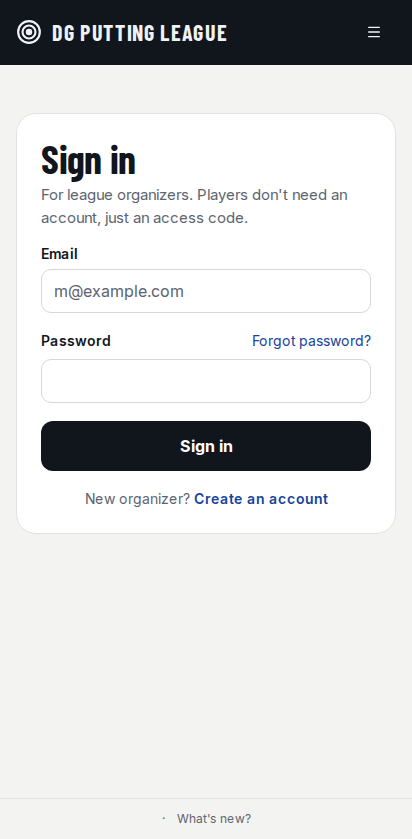 DG PUTTING LEAGUE
Sign in
For league organizers. Players don't need an
account, just an access code.
Email
m@example.com
Password Forgot password?
Sign in
New organizer? Create an account
· What's new?